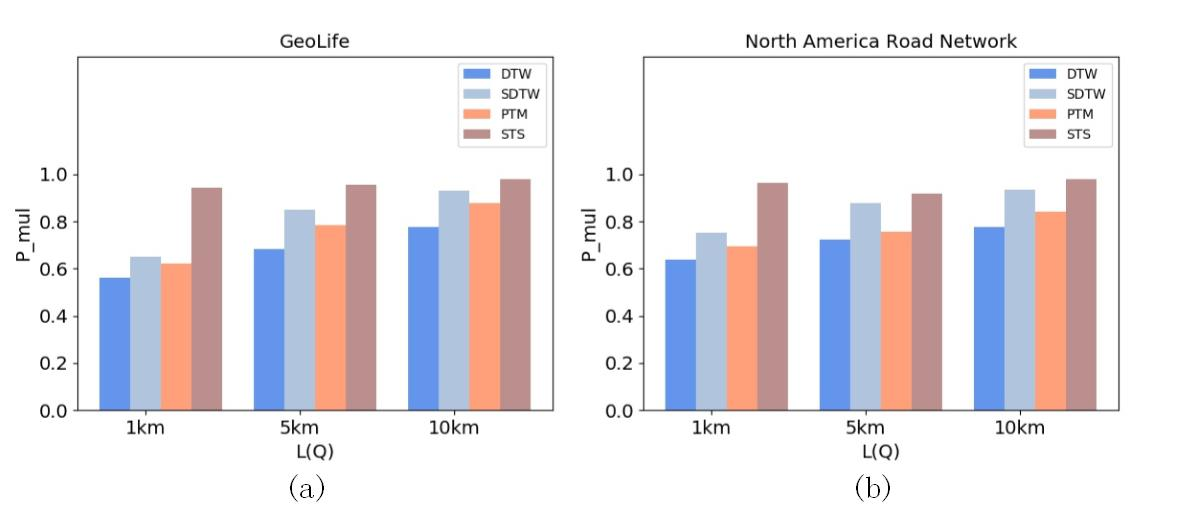 GeoLife
DTW
SDTW
PTM
STS
1.0
0.8
0.6
0.4
0.2
0.0
P_mul
1km
5km
10km
L(Q)
(a)
North America Road Network
DTW
SDTW
PTM
STS
1.0
0.8
0.6
0.4
0.2
0.0
P_mul
1km
5km
10km
L(Q)
(b)